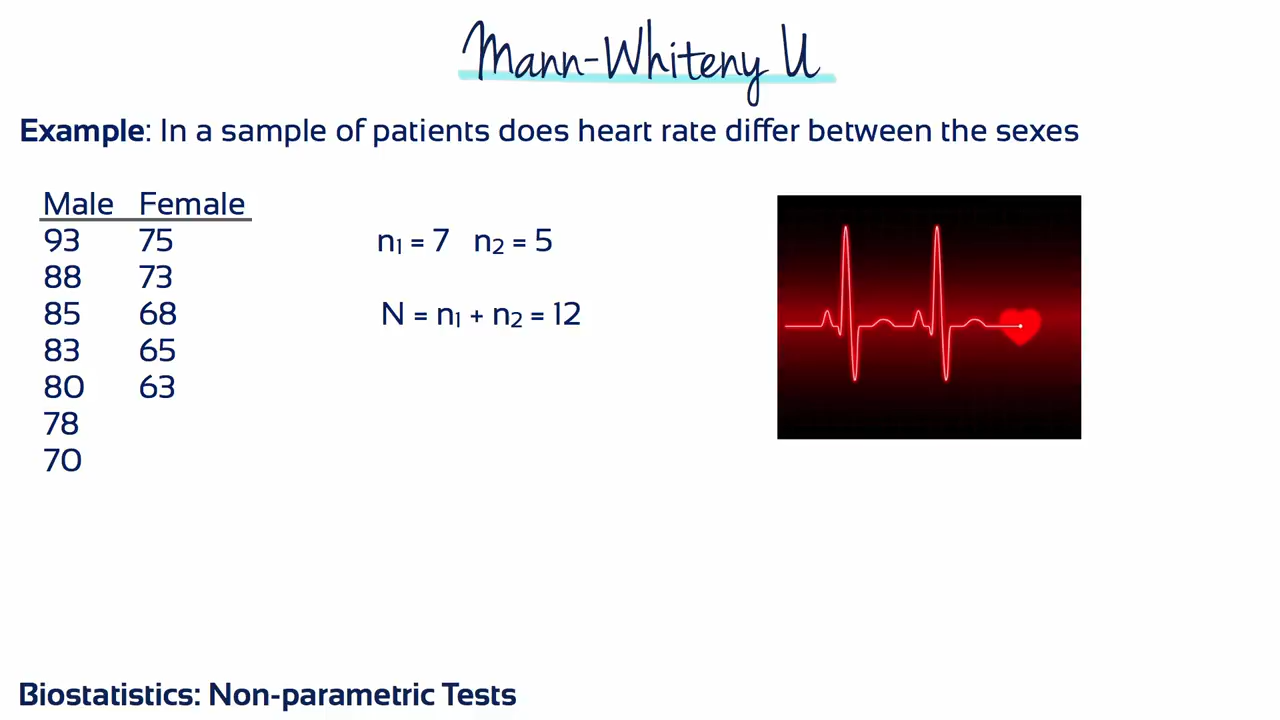 Mann-Whiteny U
Example: In a sample of patients does heart rate differ between the sexes
Male Female
93 75
88 73
85 68
83 65
80 63
78
70
n₁ = 7 n₂ = 5
N = n₁ + n₂ = 12
Biostatistics: Non-parametric Tests